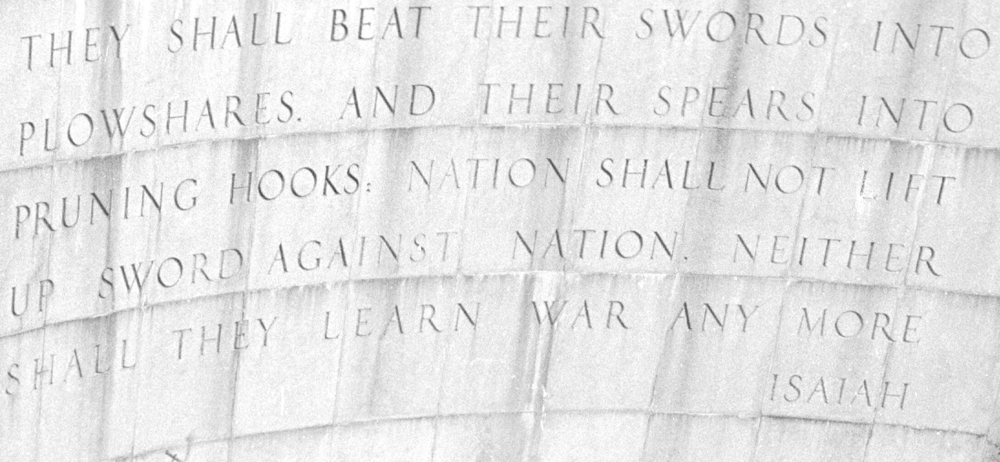 THEY SHALL BEAT THEIR SWORDS INTO
PLOWSHARES. AND THEIR SPEARS INTO
PRUNING HOOKS: NATION SHALL NOT LIFT
UP SWORD AGAINST NATION. NEITHER
SHALL THEY LEARN WAR ANY MORE
ISAIAH